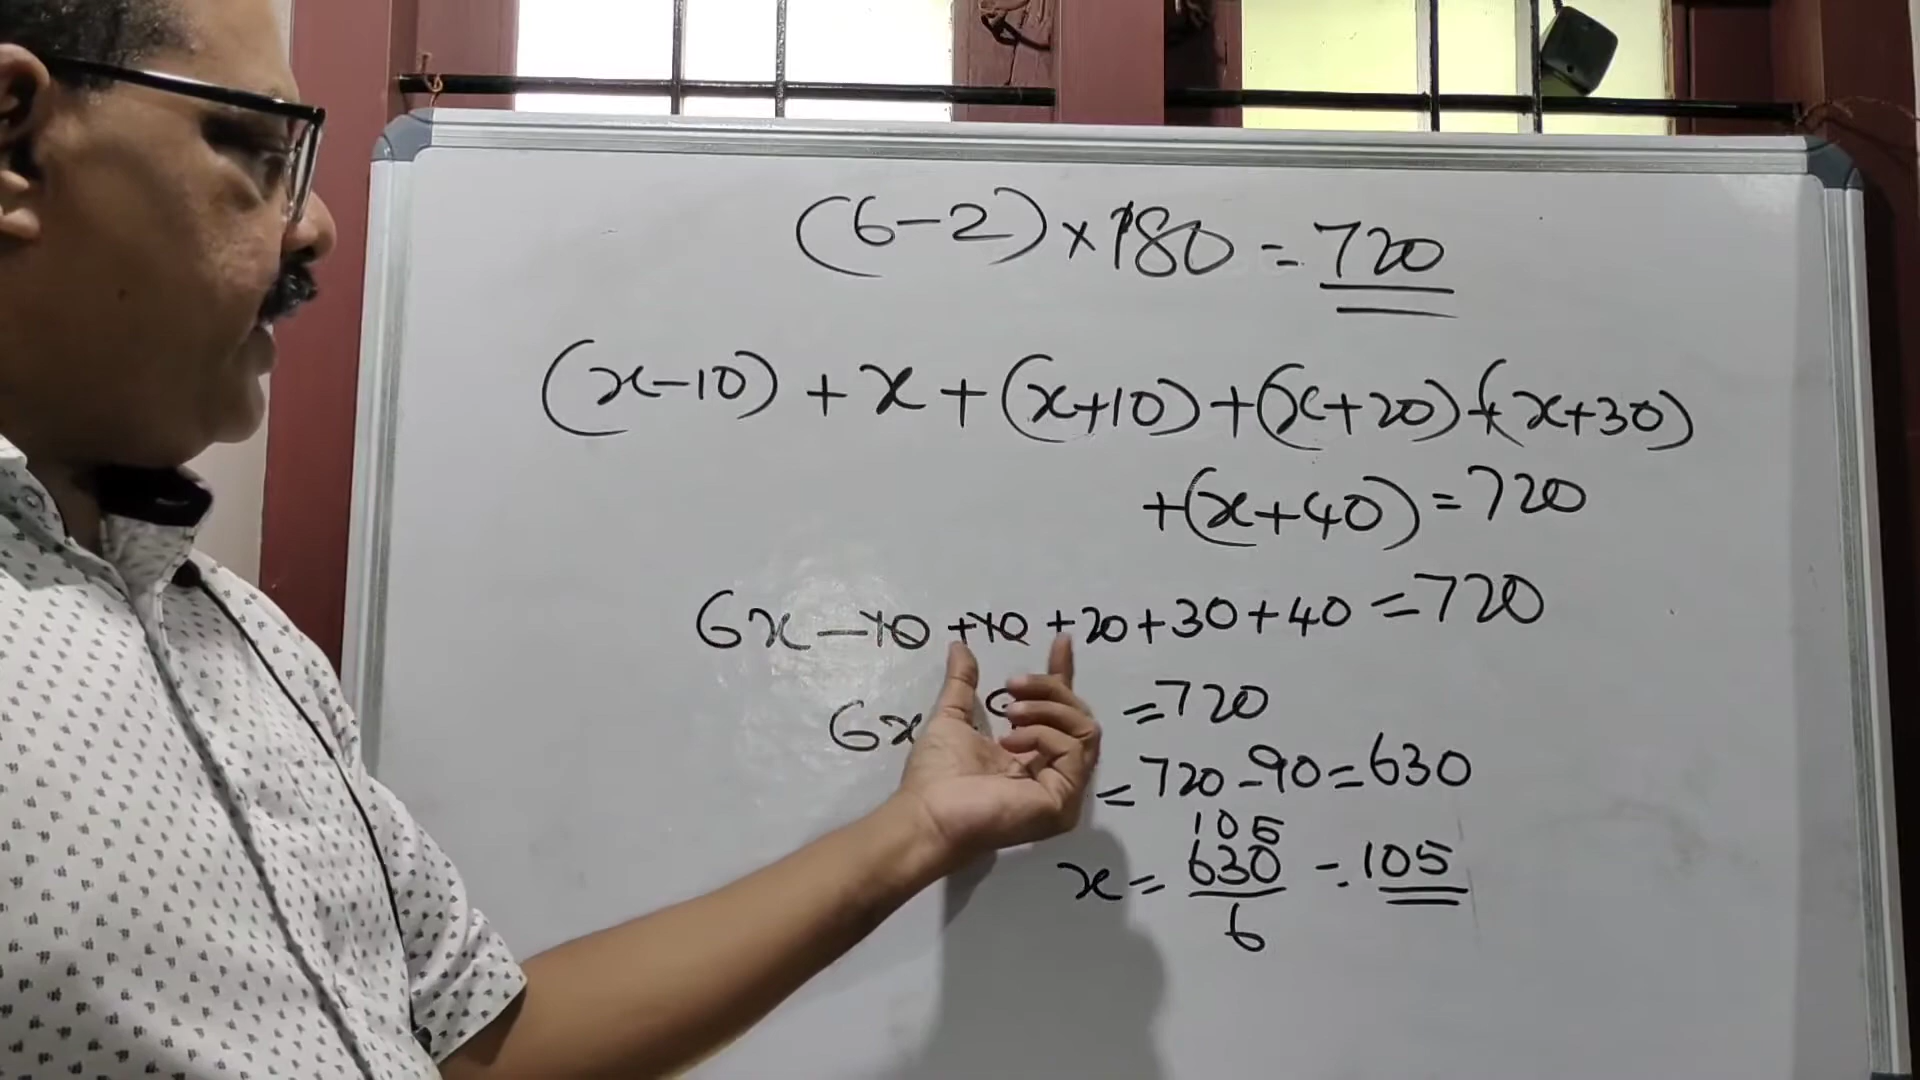 (6-2)×180=720
(x-10)+x+(x+10)+(x+20)+(x+30)
+(x+40)=720
6x-10+10+20+30+40=720
6x =720
=720-90=630
105
x=630/6=105